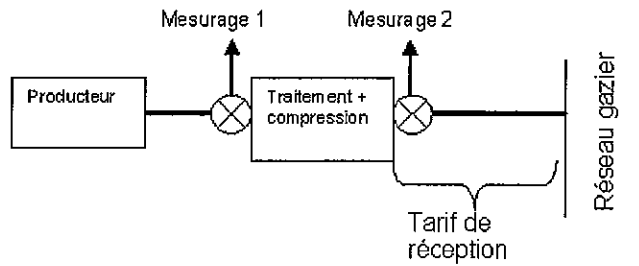 Mesurage 1
Mesurage 2
Producteur
Traitement +
compression
Réseau gazier
Tarif de
réception